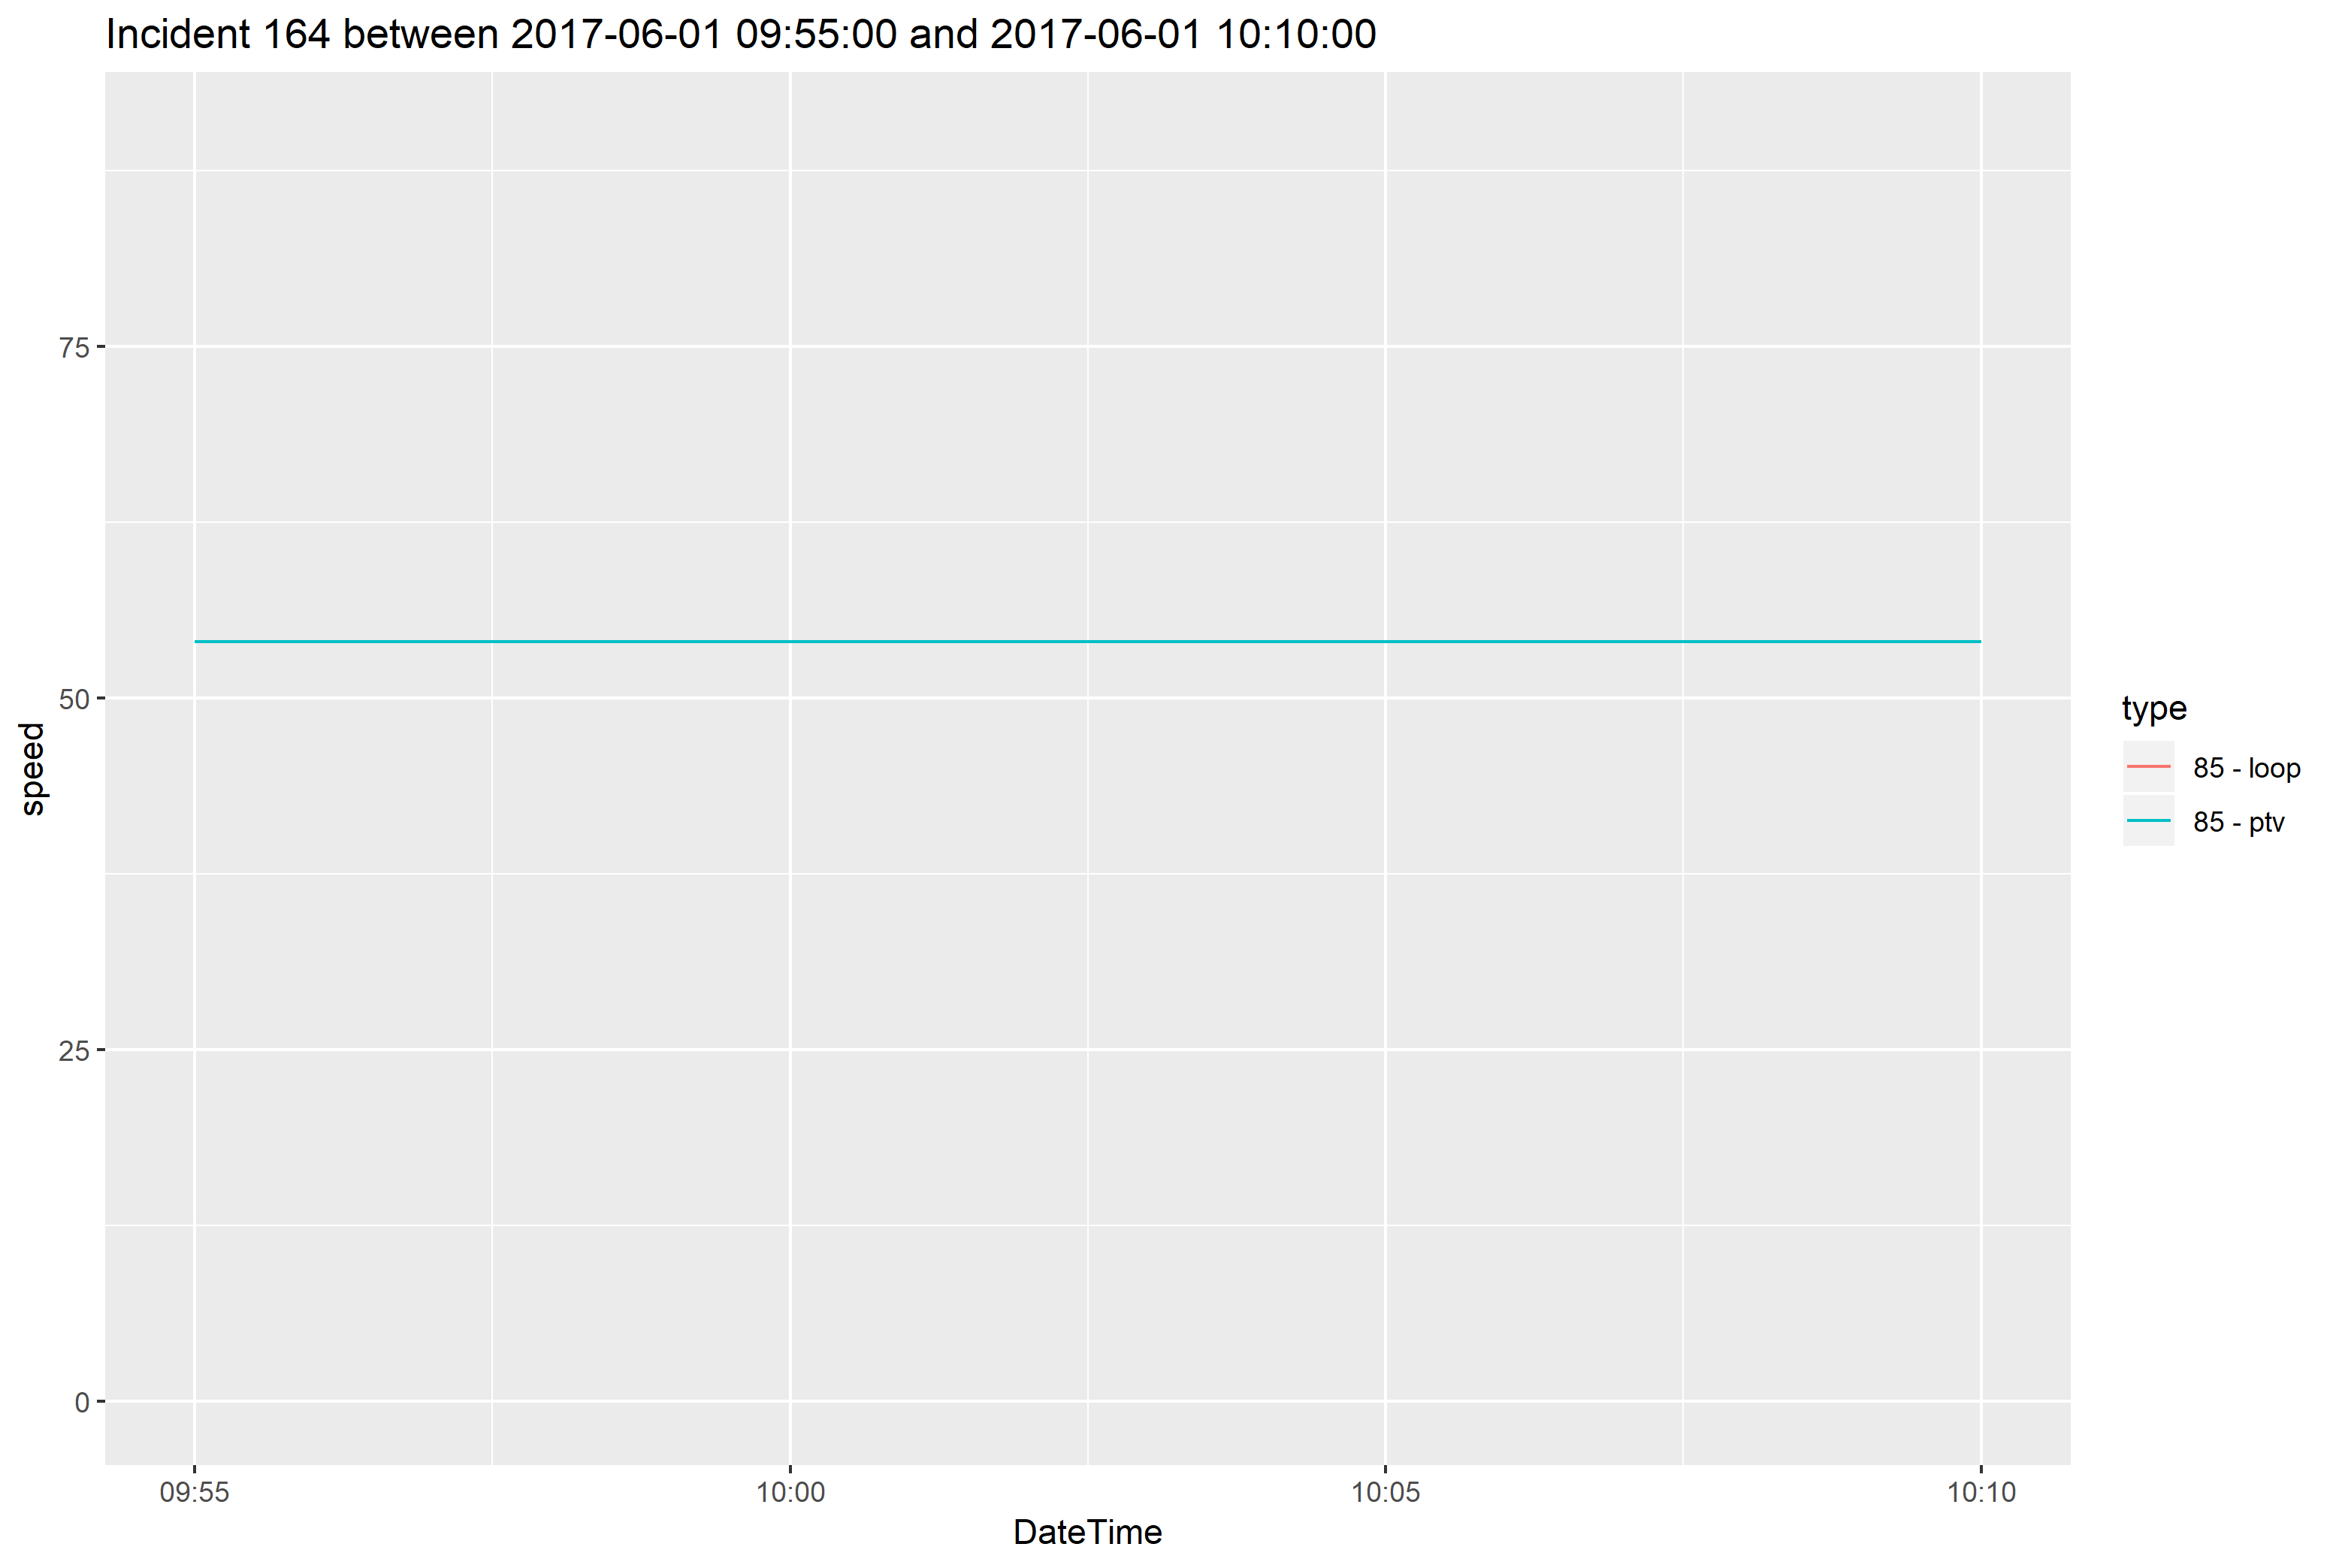 Incident 164 between 2017-06-01 09:55:00 and 2017-06-01 10:10:00
75
50
25
0
speed
09:55 10:00 10:05 10:10
DateTime
type
85 - loop
85 - ptv